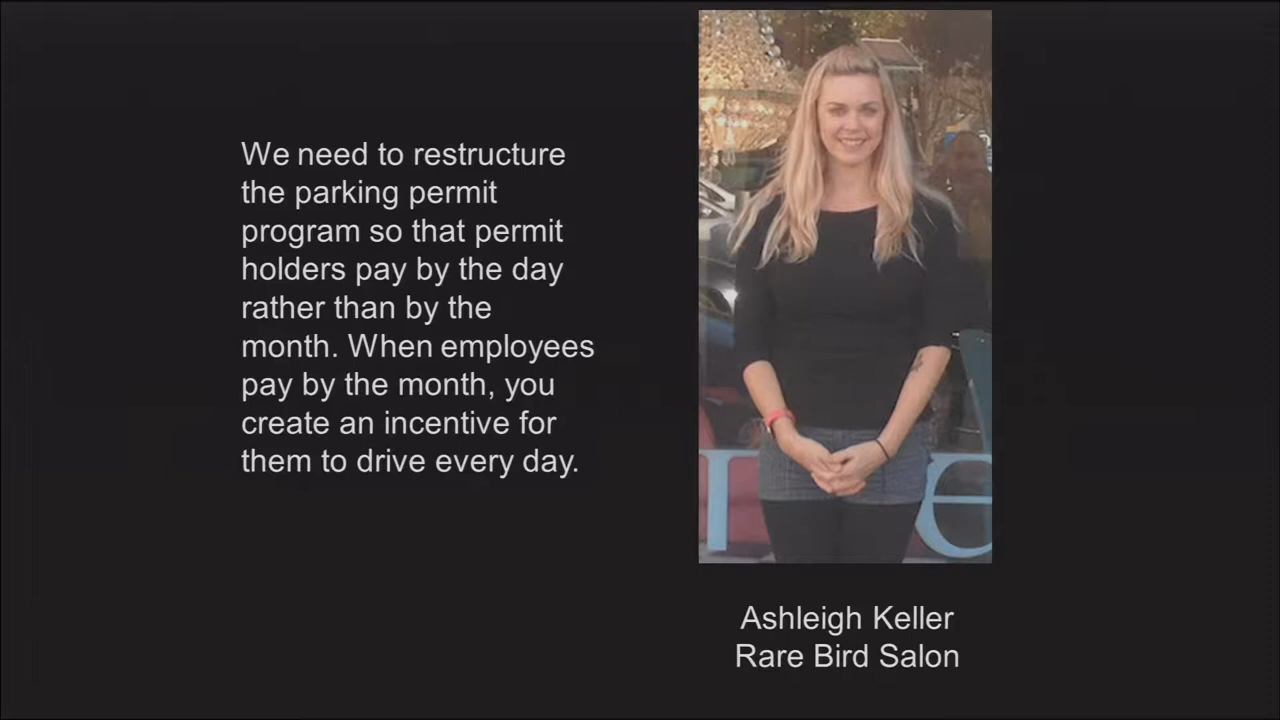 We need to restructure
the parking permit
program so that permit
holders pay by the day
rather than by the
month. When employees
pay by the month, you
create an incentive for
them to drive every day.
re
Ashleigh Keller
Rare Bird Salon